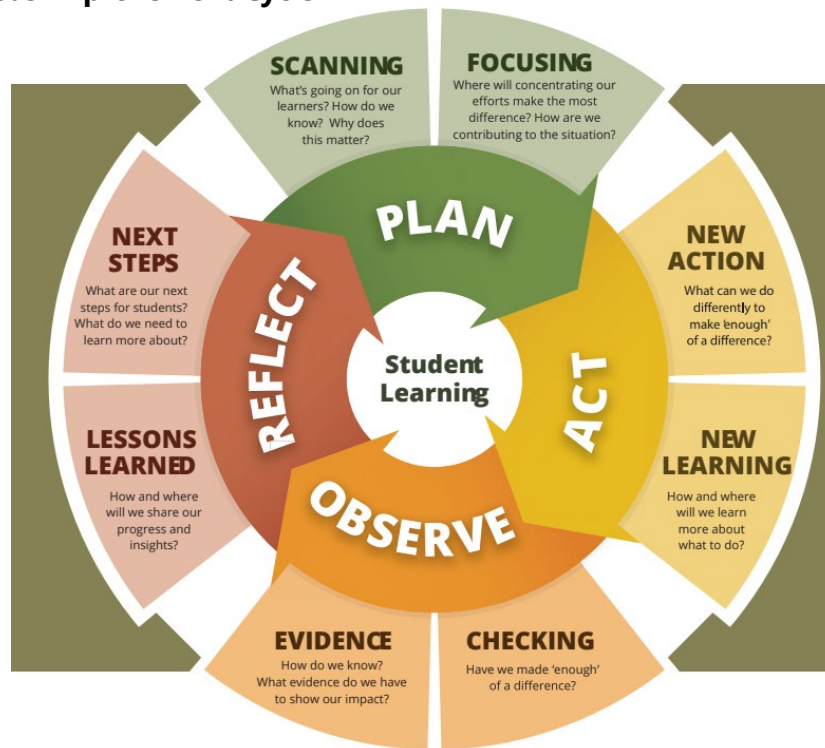 SCANNING
What's going on for our
learners? How do we
know? Why does
this matter?
FOCUSING
Where will concentrating our
efforts make the most
difference? How are we
contributing to the situation?
PLAN
NEW
ACTION
What can we do
differently to
make 'enough'
of a difference?
ACT
NEW
LEARNING
How and where
will we learn
more about
what to do?
CHECKING
Have we made 'enough'
of a difference?
OBSERVE
EVIDENCE
How do we know?
What evidence do we have
to show our impact?
LESSONS
LEARNED
How and where
will we share our
progress and
insights?
REFLECT
NEXT
STEPS
What are our next
steps for students?
What do we need to
learn more about?
Student
Learning